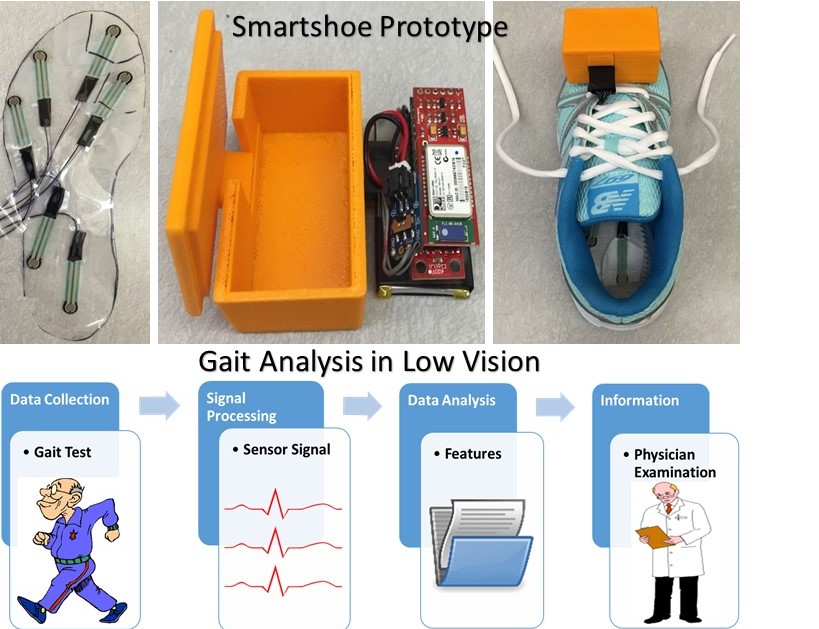 Smartshoe Prototype
Gait Analysis in Low Vision
Data Collection
• Gait Test
Signal
Processing
• Sensor Signal
Data Analysis
• Features
Information
• Physician
Examination